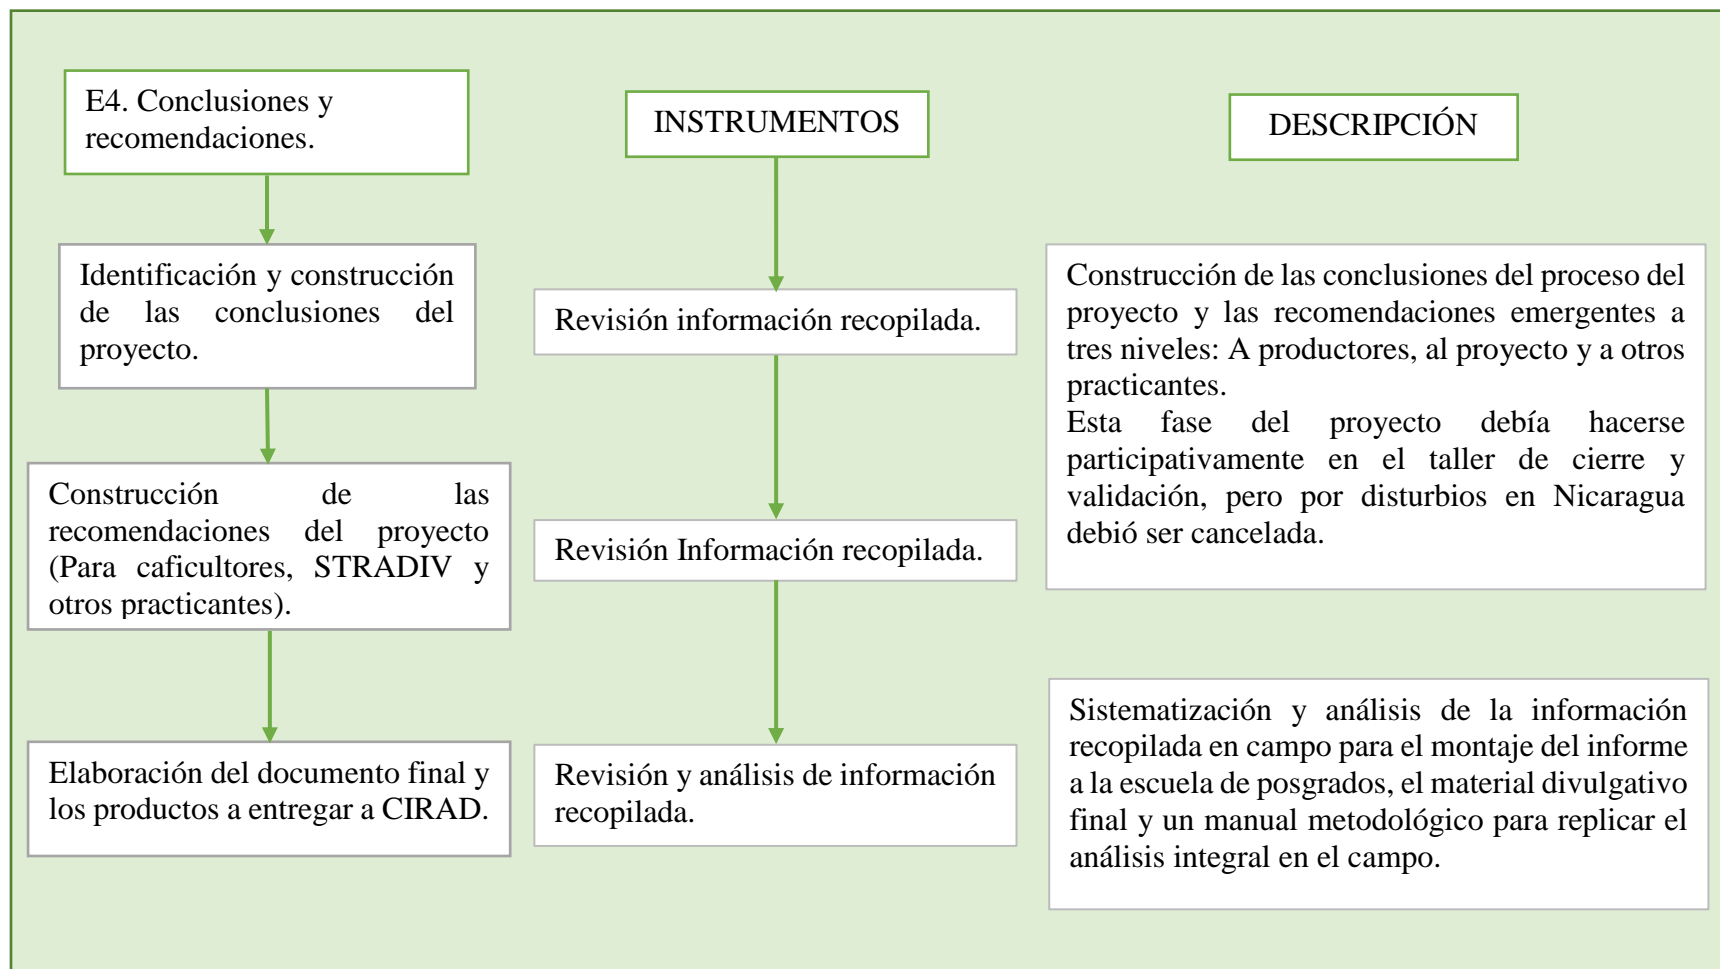 E4. Conclusiones y
recomendaciones.
INSTRUMENTOS
DESCRIPCIÓN
Identificación y construcción
de las conclusiones del
proyecto.
Revisión información recopilada.
Construcción de las conclusiones del proceso del
proyecto y las recomendaciones emergentes a
tres niveles: A productores, al proyecto y a otros
practicantes.
Esta fase del proyecto debía hacerse
participativamente en el taller de cierre y
validación, pero por disturbios en Nicaragua
debió ser cancelada.
Construcción de las
recomendaciones del proyecto
(Para caficultores, STRADIV y
otros practicantes).
Revisión Información recopilada.
Elaboración del documento final y
los productos a entregar a CIRAD.
Revisión y análisis de información
recopilada.
Sistematización y análisis de la información
recopilada en campo para el montaje del informe
a la escuela de posgrados, el material divulgativo
final y un manual metodológico para replicar el
análisis integral en el campo.